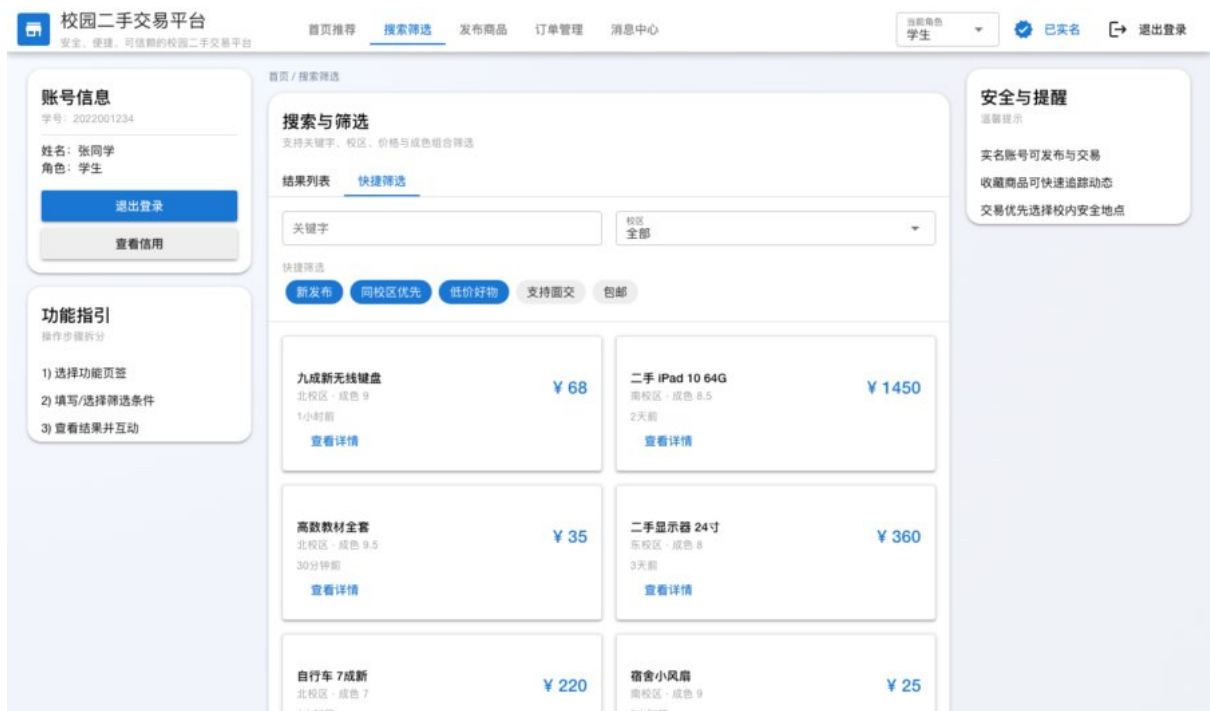 校园二手交易平台
安全、便捷、可信赖的校园二手交易平台
首页推荐
搜索筛选
发布商品
订单管理
消息中心
当前角色
学生
已实名
退出登录
账号信息
学号：2022001234
姓名：张同学
角色：学生
退出登录
查看信用
功能指引
操作步骤拆分
1) 选择功能页签
2) 填写/选择筛选条件
3) 查看结果并互动
首页 / 搜索筛选
搜索与筛选
支持关键字、校区、价格与成色组合筛选
结果列表
快捷筛选
关键字
校区
全部
快捷筛选
新发布
同校区优先
低价好物
支持面交
包邮
九成新无线键盘
北校区 · 成色 9
1小时前
¥ 68
查看详情
二手 iPad 10 64G
南校区 · 成色 8.5
2天前
¥ 1450
查看详情
高数教材全套
北校区 · 成色 9.5
30分钟前
¥ 35
查看详情
二手显示器 24寸
东校区 · 成色 8
3天前
¥ 360
查看详情
自行车 7成新
北校区 · 成色 7
¥ 220
宿舍小风扇
南校区 · 成色 9
¥ 25
安全与提醒
温馨提示
实名账号可发布与交易
收藏商品可快速追踪动态
交易优先选择校内安全地点